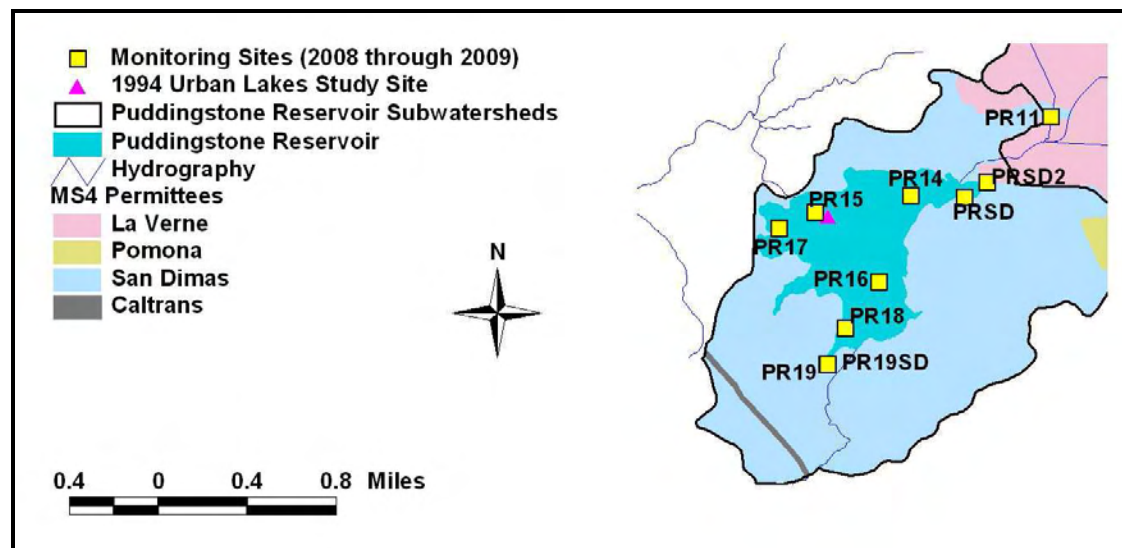 Monitoring Sites (2008 through 2009)
1994 Urban Lakes Study Site
Puddingstone Reservoir Subwatersheds
Puddingstone Reservoir
Hydrography
MS4 Permittees
La Verne
Pomona
San Dimas
Caltrans
N
0.4 0 0.4 0.8 Miles
PR11
PRSD2
PR14
PRSD
PR15
PR17
PR16
PR18
PR19SD
PR19